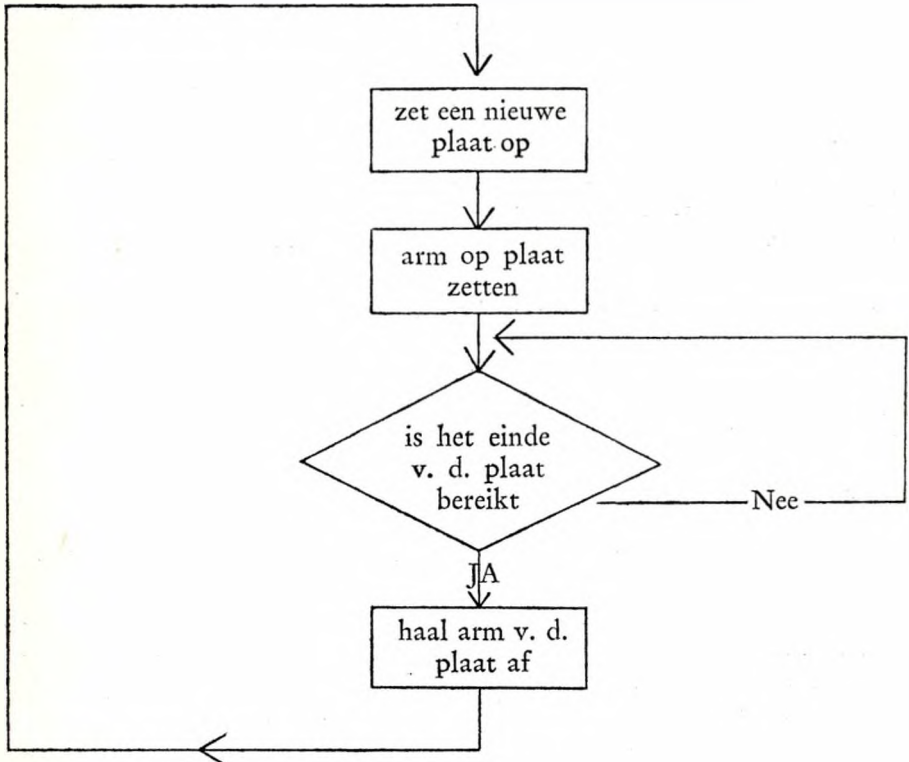 zet een nieuwe
plaat op
arm op plaat
zetten
is het einde
v. d. plaat
bereikt
Nee
JA
haal arm v. d.
plaat af